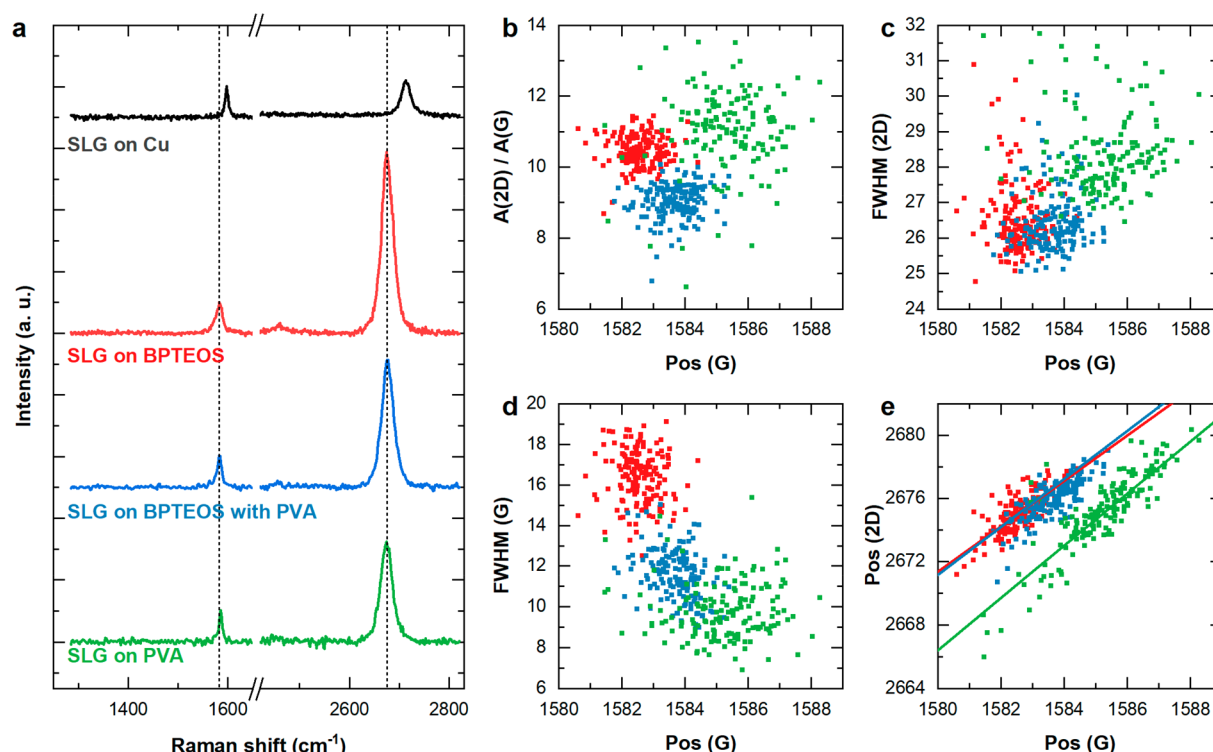 a
Intensity (a. u.)
SLG on Cu
SLG on BPTEOS
SLG on BPTEOS with PVA
SLG on PVA
1400 1600 2600 2800
Raman shift (cm⁻¹)
b
A(2D) / A(G)
14
12
10
8
6
1580 1582 1584 1586 1588
Pos (G)
c
FWHM (2D)
32
31
30
29
28
27
26
25
24
1580 1582 1584 1586 1588
Pos (G)
d
FWHM (G)
20
18
16
14
12
10
8
6
1580 1582 1584 1586 1588
Pos (G)
e
Pos (2D)
2680
2676
2672
2668
2664
1580 1582 1584 1586 1588
Pos (G)